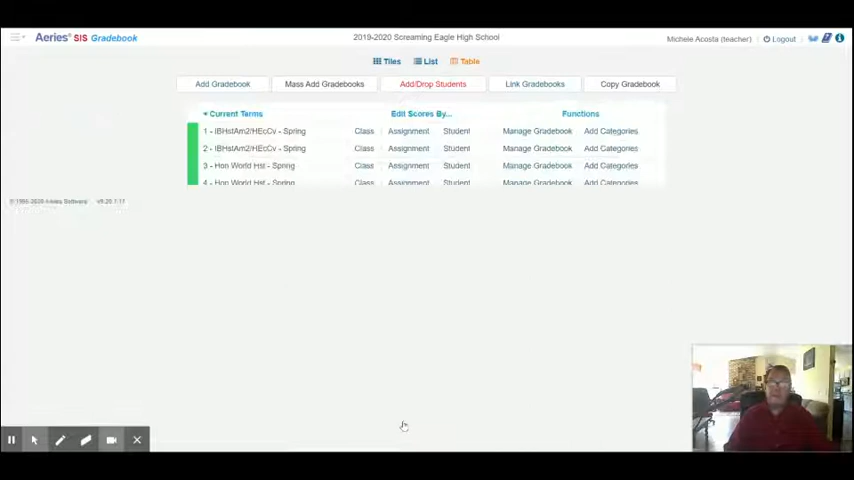 Aeries® SIS Gradebook
2019-2020 Screaming Eagle High School
Michele Acosta (teacher)
Logout
Tiles
List
Table
Add Gradebook
Mass Add Gradebooks
Add/Drop Students
Link Gradebooks
Copy Gradebook
Current Terms
Edit Scores By...
Functions
1 - IBHstAm2/HEcCv - Spring Class Assignment Student Manage Gradebook Add Categories
2 - IBHstAm2/HEcCv - Spring Class Assignment Student Manage Gradebook Add Categories
3 - Hon World Hst - Spring Class Assignment Student Manage Gradebook Add Categories
4 - Hon World Hst - Spring Class Assignment Student Manage Gradebook Add Categories
Aeries Software